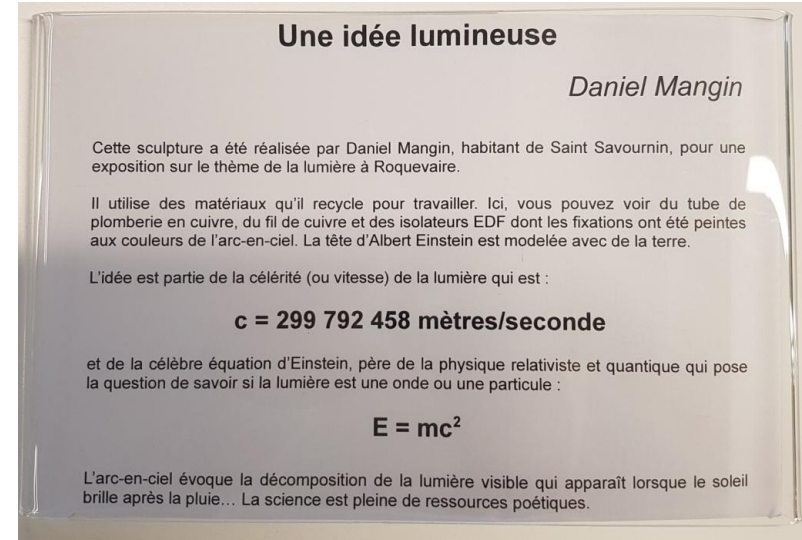 Une idée lumineuse
Daniel Mangin
Cette sculpture a été réalisée par Daniel Mangin, habitant de Saint Savournin, pour une
exposition sur le thème de la lumière à Roquevaire.
Il utilise des matériaux qu'il recycle pour travailler. Ici, vous pouvez voir du tube de
plomberie en cuivre, du fil de cuivre et des isolateurs EDF dont les fixations ont été peintes
aux couleurs de l'arc-en-ciel. La tête d'Albert Einstein est modelée avec de la terre.
L'idée est partie de la célérité (ou vitesse) de la lumière qui est :
c = 299 792 458 mètres/seconde
et de la célèbre équation d'Einstein, père de la physique relativiste et quantique qui pose
la question de savoir si la lumière est une onde ou une particule :
E = mc²
L'arc-en-ciel évoque la décomposition de la lumière visible qui apparaît lorsque le soleil
brille après la pluie... La science est pleine de ressources poétiques.